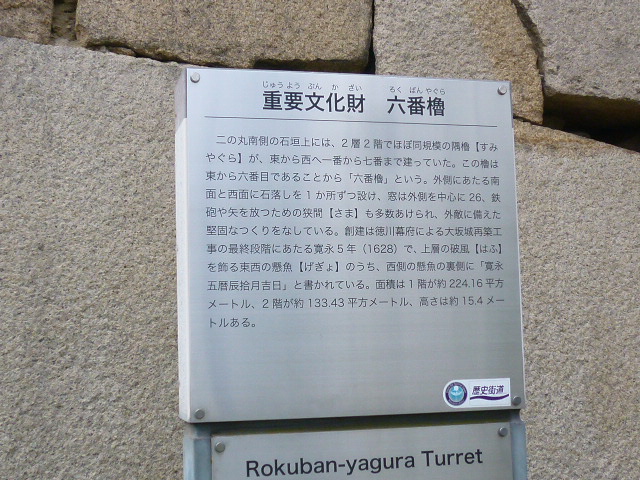 じゅうようぶんかざい ろくばんやぐら
重要文化財 六番櫓
二の丸南側の石垣上には、2層2階でほぼ同規模の隅櫓【すみ
やぐら】が、東から西へ一番から七番まで建っていた。この櫓は
東から六番目であることから「六番櫓」という。外側にあたる南
面と西面に石落しを1か所ずつ設け、窓は外側を中心に26、鉄
砲や矢を放つための狭間【さま】も多数あけられ、外敵に備えた
堅固なつくりをなしている。創建は徳川幕府による大坂城再築工
事の最終段階にあたる寛永5年（1628）で、上層の破風【はふ】
を飾る東西の懸魚【げぎょ】のうち、西側の懸魚の裏側に「寛永
五暦辰拾月吉日」と書かれている。面積は1階が約224.16平方
メートル、2階が約133.43平方メートル、高さは約15.4メー
トルある。
歴史街道
Rokuban-yagura Turret